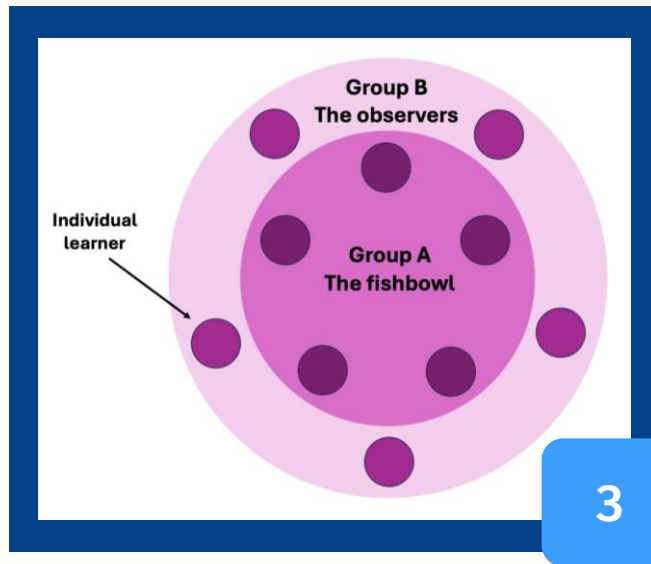 Group B
The observers
Individual
learner
Group A
The fishbowl
3